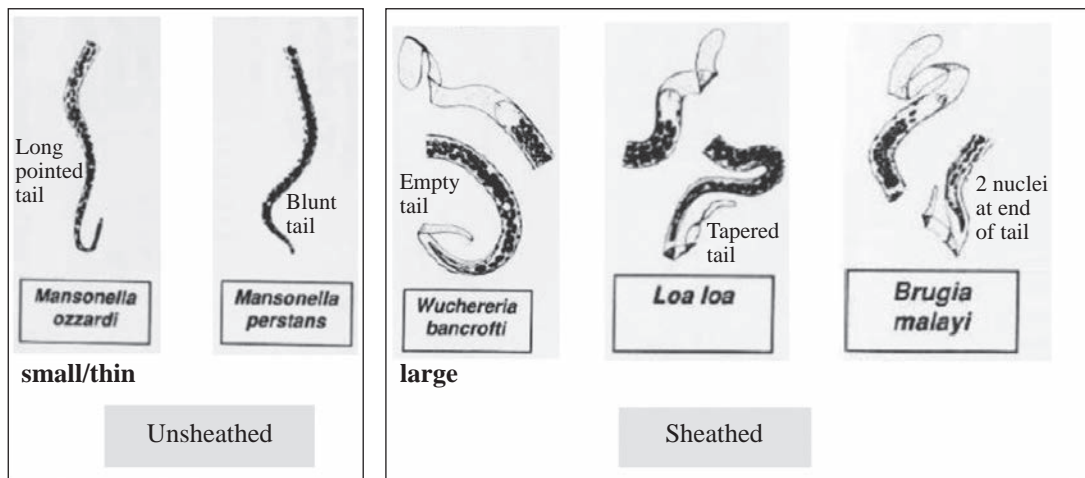 Long
pointed
tail
Blunt
tail
Mansonella
ozzardi
Mansonella
perstans
small/thin
Unsheathed
Empty
tail
Tapered
tail
2 nuclei
at end
of tail
Wuchereria
bancrofti
Loa loa
Brugia
malayi
large
Sheathed